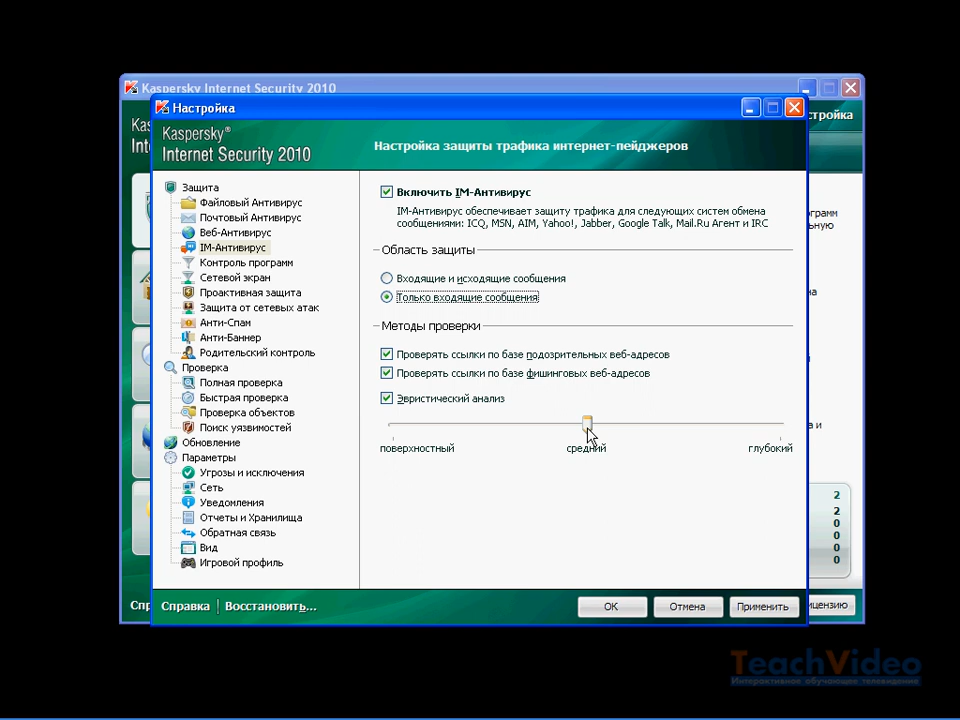 Kaspersky Internet Security 2010
Настройка
стройка
Kas
Int
Kaspersky®
Internet Security 2010
Настройка защиты трафика интернет-пейджеров
Защита
Файловый Антивирус
Почтовый Антивирус
Веб-Антивирус
IM-Антивирус
Контроль программ
Сетевой экран
Проактивная защита
Защита от сетевых атак
Анти-Спам
Анти-Баннер
Родительский контроль
Проверка
Полная проверка
Быстрая проверка
Проверка объектов
Поиск уязвимостей
Обновление
Параметры
Угрозы и исключения
Сеть
Уведомления
Отчеты и Хранилища
Обратная связь
Вид
Игровой профиль
Включить IM-Антивирус
IM-Антивирус обеспечивает защиту трафика для следующих систем обмена
сообщениями: ICQ, MSN, AIM, Yahoo!, Jabber, Google Talk, Mail.Ru Агент и IRC
Область защиты
Входящие и исходящие сообщения
Только входящие сообщения
Методы проверки
Проверять ссылки по базе подозрительных веб-адресов
Проверять ссылки по базе фишинговых веб-адресов
Эвристический анализ
поверхностный средний глубокий
ограмм
льную
на
а и
2
2
0
0
0
0
Спр
Справка
Восстановить...
OK
Отмена
Применить
ицензию
TeachVideo
Интерактивное обучающее телевидение